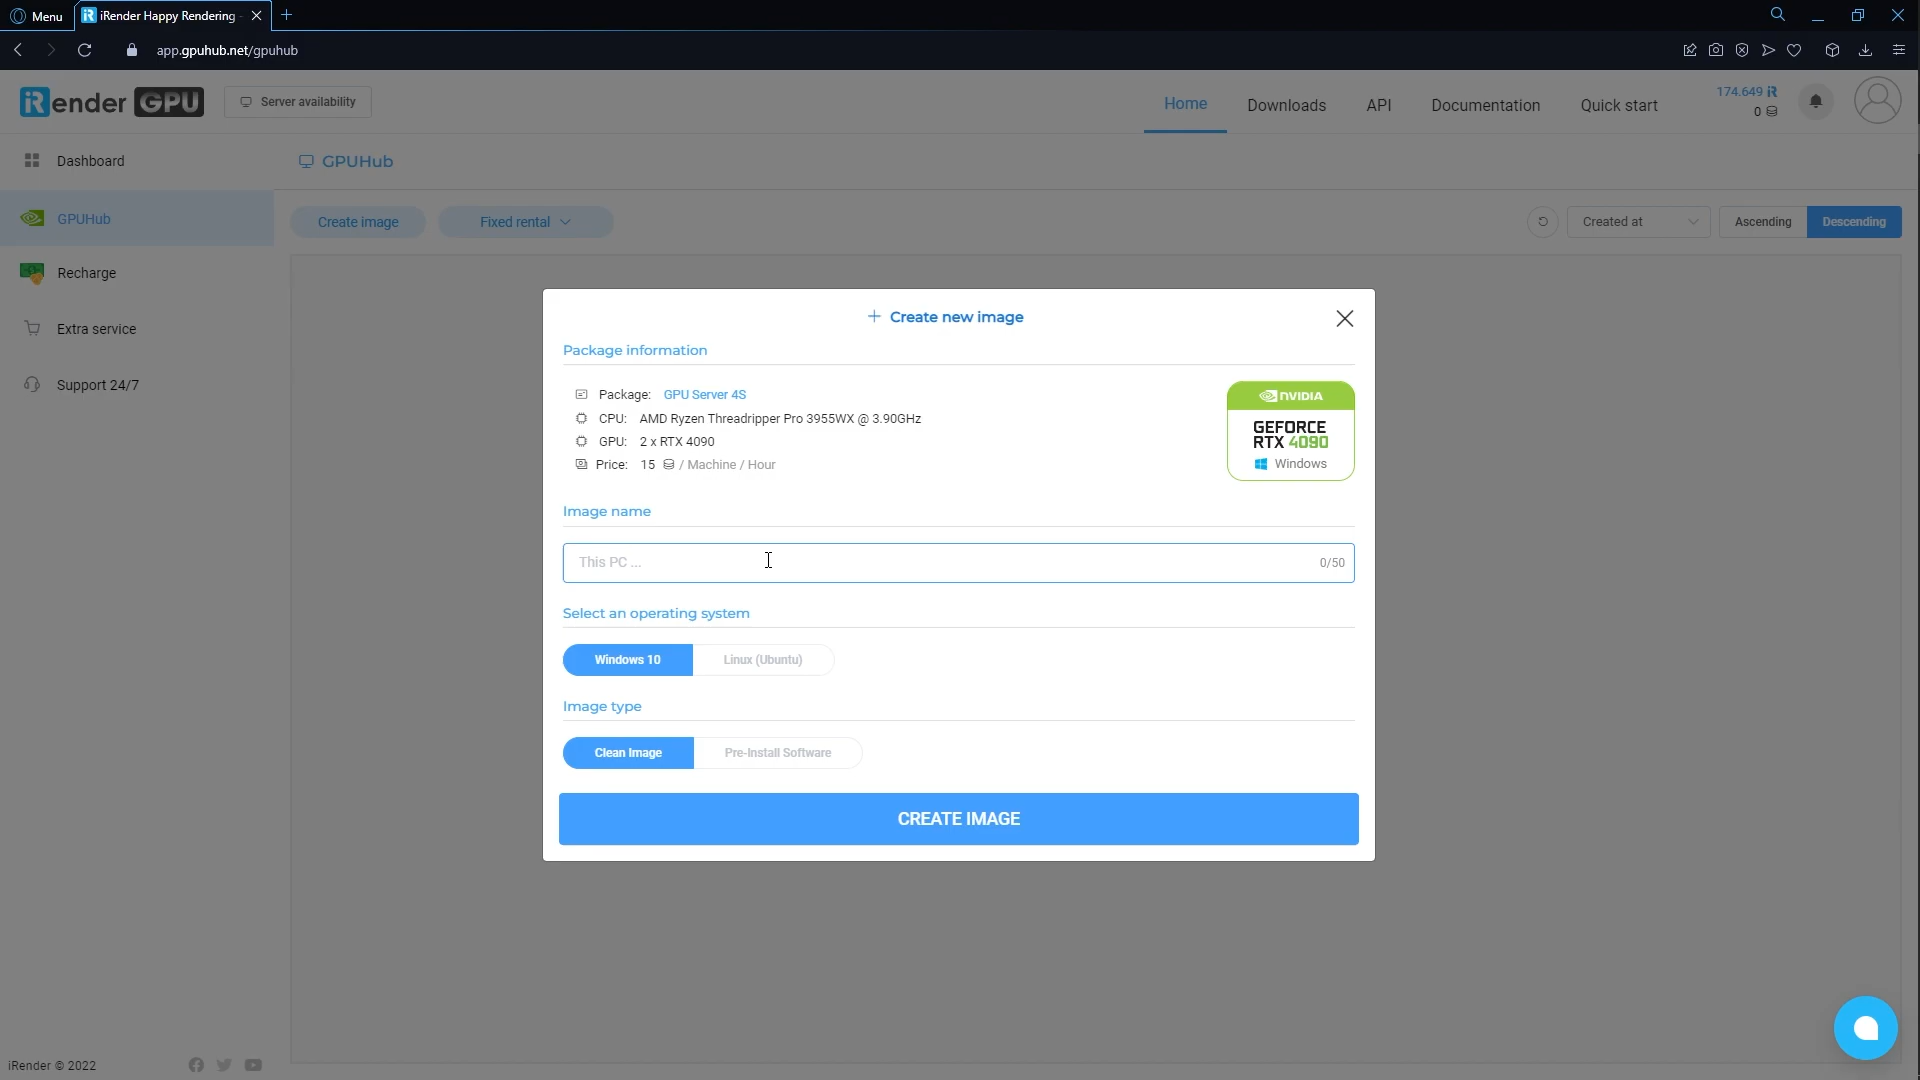 Menu
iRender Happy Rendering -
app.gpuhub.net/gpuhub
iRender GPU
Server availability
Home
Downloads
API
Documentation
Quick start
174.649 iR
0
Dashboard
GPUHub
GPUHub
Create image
Fixed rental
Created at
Ascending
Descending
Recharge
Extra service
Support 24/7
+ Create new image
Package information
Package: GPU Server 4S
CPU: AMD Ryzen Threadripper Pro 3955WX @ 3.90GHz
GPU: 2 x RTX 4090
Price: 15 / Machine / Hour
NVIDIA
GEFORCE
RTX 4090
Windows
Image name
This PC ...
0/50
Select an operating system
Windows 10
Linux (Ubuntu)
Image type
Clean Image
Pre-Install Software
CREATE IMAGE
iRender © 2022